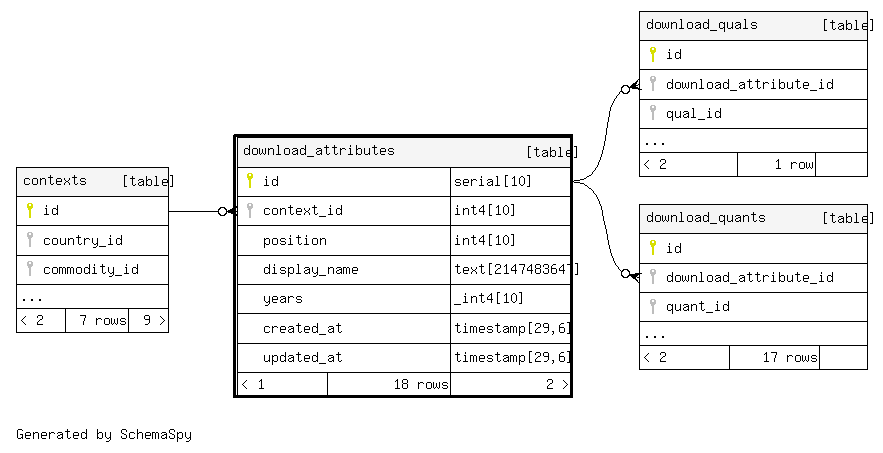 download_quals [table]
id
download_attribute_id
qual_id
...
< 2 1 row
download_attributes [table]
id serial[10]
context_id int4[10]
position int4[10]
display_name text[2147483647]
years _int4[10]
created_at timestamp[29,6]
updated_at timestamp[29,6]
< 1 18 rows 2 >
contexts [table]
id
country_id
commodity_id
...
< 2 7 rows 9 >
download_quants [table]
id
download_attribute_id
quant_id
...
< 2 17 rows
Generated by SchemaSpy